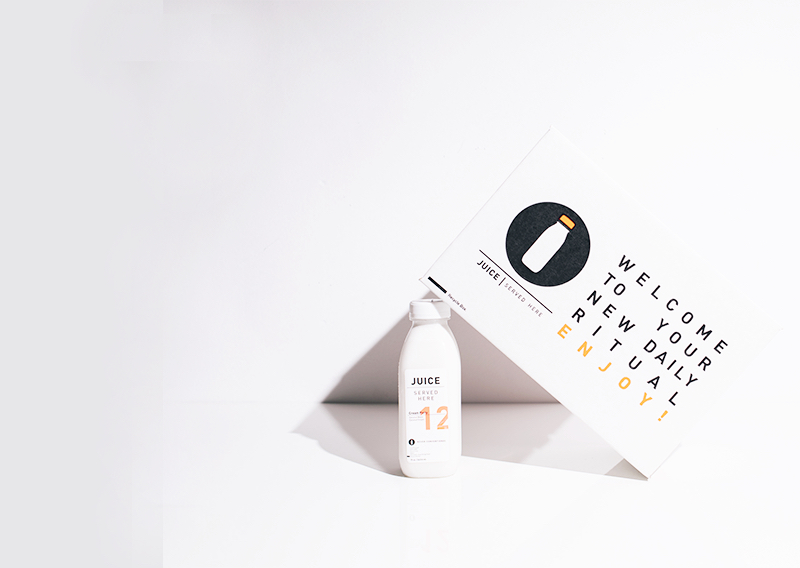 WELCOME
TO YOUR
NEW DAILY
RITUAL
ENJOY!
JUICE | SERVED HERE
JUICE
SERVED
HERE
12